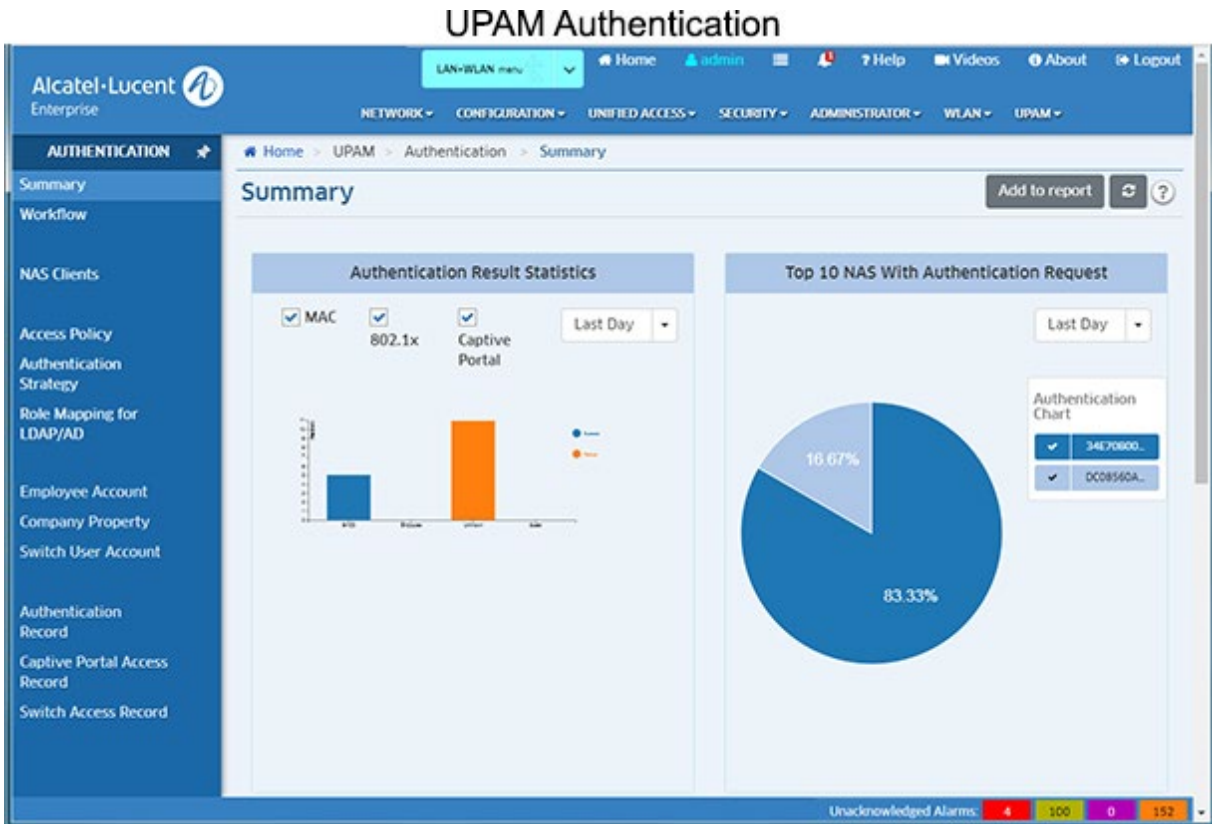 UPAM Authentication
Alcatel·Lucent
Enterprise
LAN+WLAN menu
Home
admin
? Help
Videos
About
Logout
NETWORK
CONFIGURATION
UNIFIED ACCESS
SECURITY
ADMINISTRATOR
WLAN
UPAM
AUTHENTICATION
Home > UPAM > Authentication > Summary
Summary
Workflow
NAS Clients
Access Policy
Authentication
Strategy
Role Mapping for
LDAP/AD
Employee Account
Company Property
Switch User Account
Authentication
Record
Captive Portal Access
Record
Switch Access Record
Summary
Add to report
?
Authentication Result Statistics
MAC
802.1x
Captive
Portal
Last Day
Top 10 NAS With Authentication Request
Last Day
Authentication
Chart
34E70B00...
DC08560A...
16.67%
83.33%
Unacknowledged Alarms:
4
100
0
152